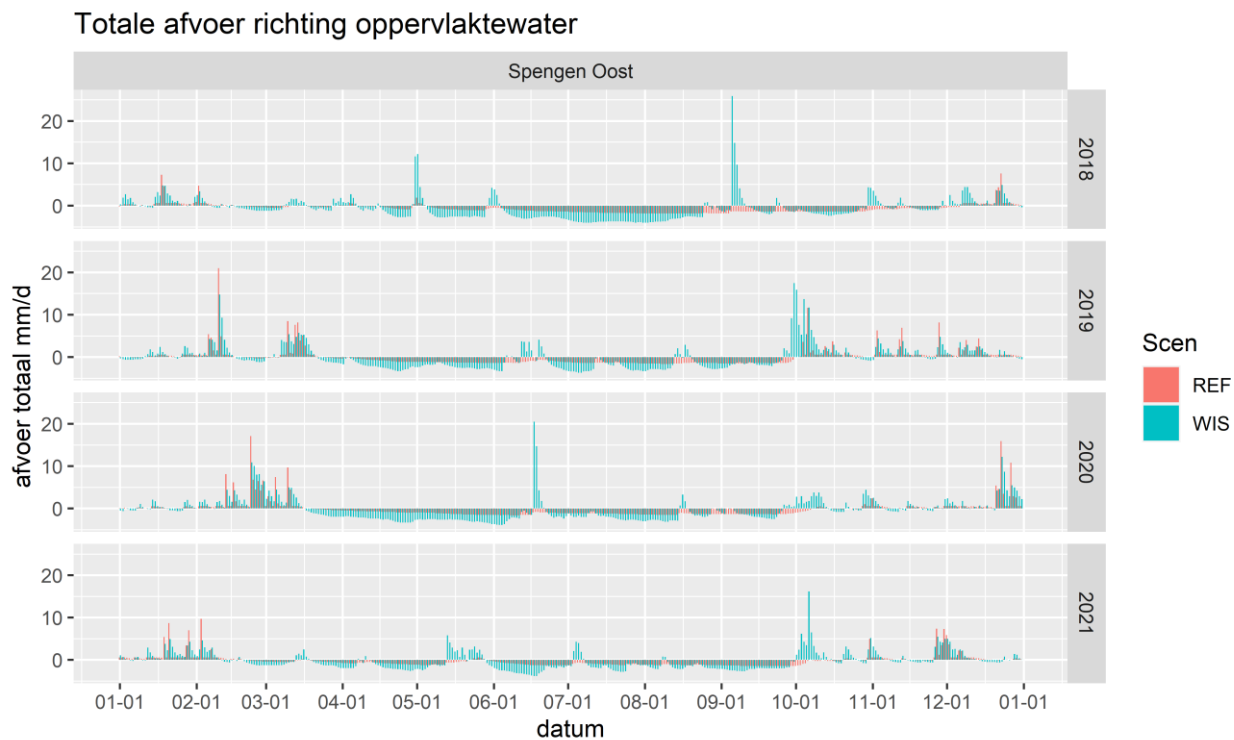 Totale afvoer richting oppervlaktewater
Spengen Oost
afvoer totaal mm/d
20
10
0
2018
20
10
0
2019
20
10
0
2020
20
10
0
2021
01-01 02-01 03-01 04-01 05-01 06-01 07-01 08-01 09-01 10-01 11-01 12-01 01-01
datum
Scen
REF
WIS